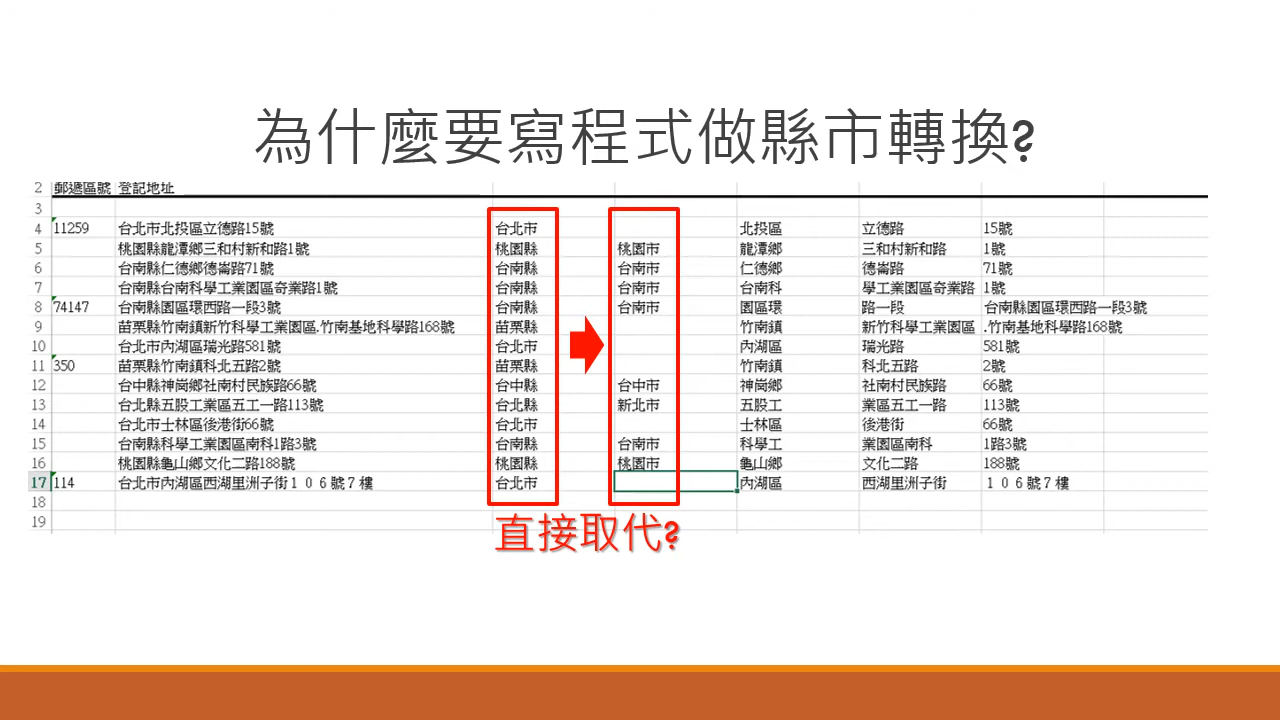 為什麼要寫程式做縣市轉換?
2 郵遞區號 登記地址
3
4 11259 台北市北投區立德路15號 台北市 北投區 立德路 15號
5 桃園縣龍潭鄉三和村新和路1號 桃園縣 桃園市 龍潭鄉 三和村新和路 1號
6 台南縣仁德鄉德崙路71號 台南縣 台南市 仁德鄉 德崙路 71號
7 台南縣台南科學工業園區奇業路1號 台南縣 台南市 台南科 學工業園區奇業路 1號
8 74147 台南縣園區環西路一段3號 台南縣 台南市 園區環 路一段 台南縣園區環西路一段3號
9 苗栗縣竹南鎮新竹科學工業園區.竹南基地科學路168號 苗栗縣 竹南鎮 新竹科學工業園區 .竹南基地科學路168號
10 台北市內湖區瑞光路581號 台北市 內湖區 瑞光路 581號
11 350 苗栗縣竹南鎮科北五路2號 苗栗縣 竹南鎮 科北五路 2號
12 台中縣神崗鄉社南村民族路66號 台中縣 台中市 神崗鄉 社南村民族路 66號
13 台北縣五股工業區五工一路113號 台北縣 新北市 五股工 業區五工一路 113號
14 台北市士林區後港街66號 台北市 士林區 後港街 66號
15 台南縣科學工業園區南科1路3號 台南縣 台南市 科學工 業園區南科 1路3號
16 桃園縣龜山鄉文化二路188號 桃園縣 桃園市 龜山鄉 文化二路 188號
17 114 台北市內湖區西湖里洲子街１０６號７樓 台北市 內湖區 西湖里洲子街 １０６號７樓
18
19
直接取代?